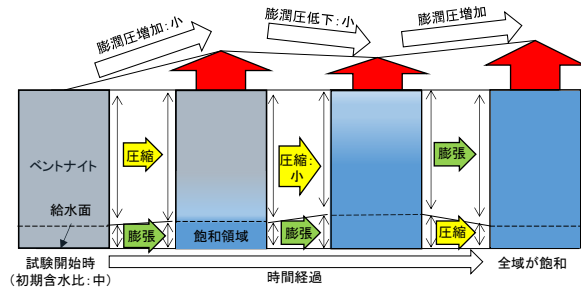 膨潤圧増加：小
膨潤圧低下：小
膨潤圧増加
ベントナイト
圧縮
圧縮：
小
膨張
給水面
膨張
飽和領域
膨張
圧縮
試験開始時
（初期含水比：中）
時間経過
全域が飽和